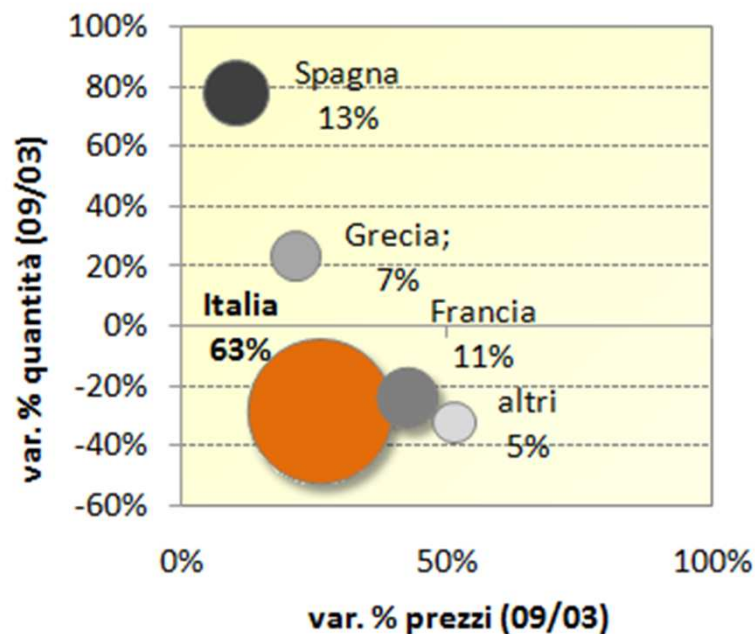 100%
80%
60%
40%
20%
0%
-20%
-40%
-60%
var. % quantità (09/03)
Spagna
13%
Grecia;
7%
Italia
63%
Francia
11%
altri
5%
0%
50%
100%
var. % prezzi (09/03)